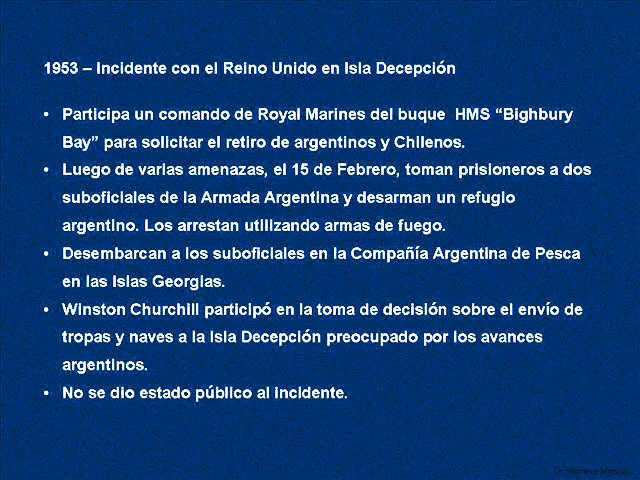 1953 – Incidente con el Reino Unido en Isla Decepción
• Participa un comando de Royal Marines del buque HMS “Bighbury
Bay” para solicitar el retiro de argentinos y Chilenos.
• Luego de varias amenazas, el 15 de Febrero, toman prisioneros a dos
suboficiales de la Armada Argentina y desarman un refugio
argentino. Los arrestan utilizando armas de fuego.
• Desembarcan a los suboficiales en la Compañía Argentina de Pesca
en las Islas Georgias.
• Winston Churchill participó en la toma de decisión sobre el envío de
tropas y naves a la Isla Decepción preocupado por los avances
argentinos.
• No se dio estado público al incidente.